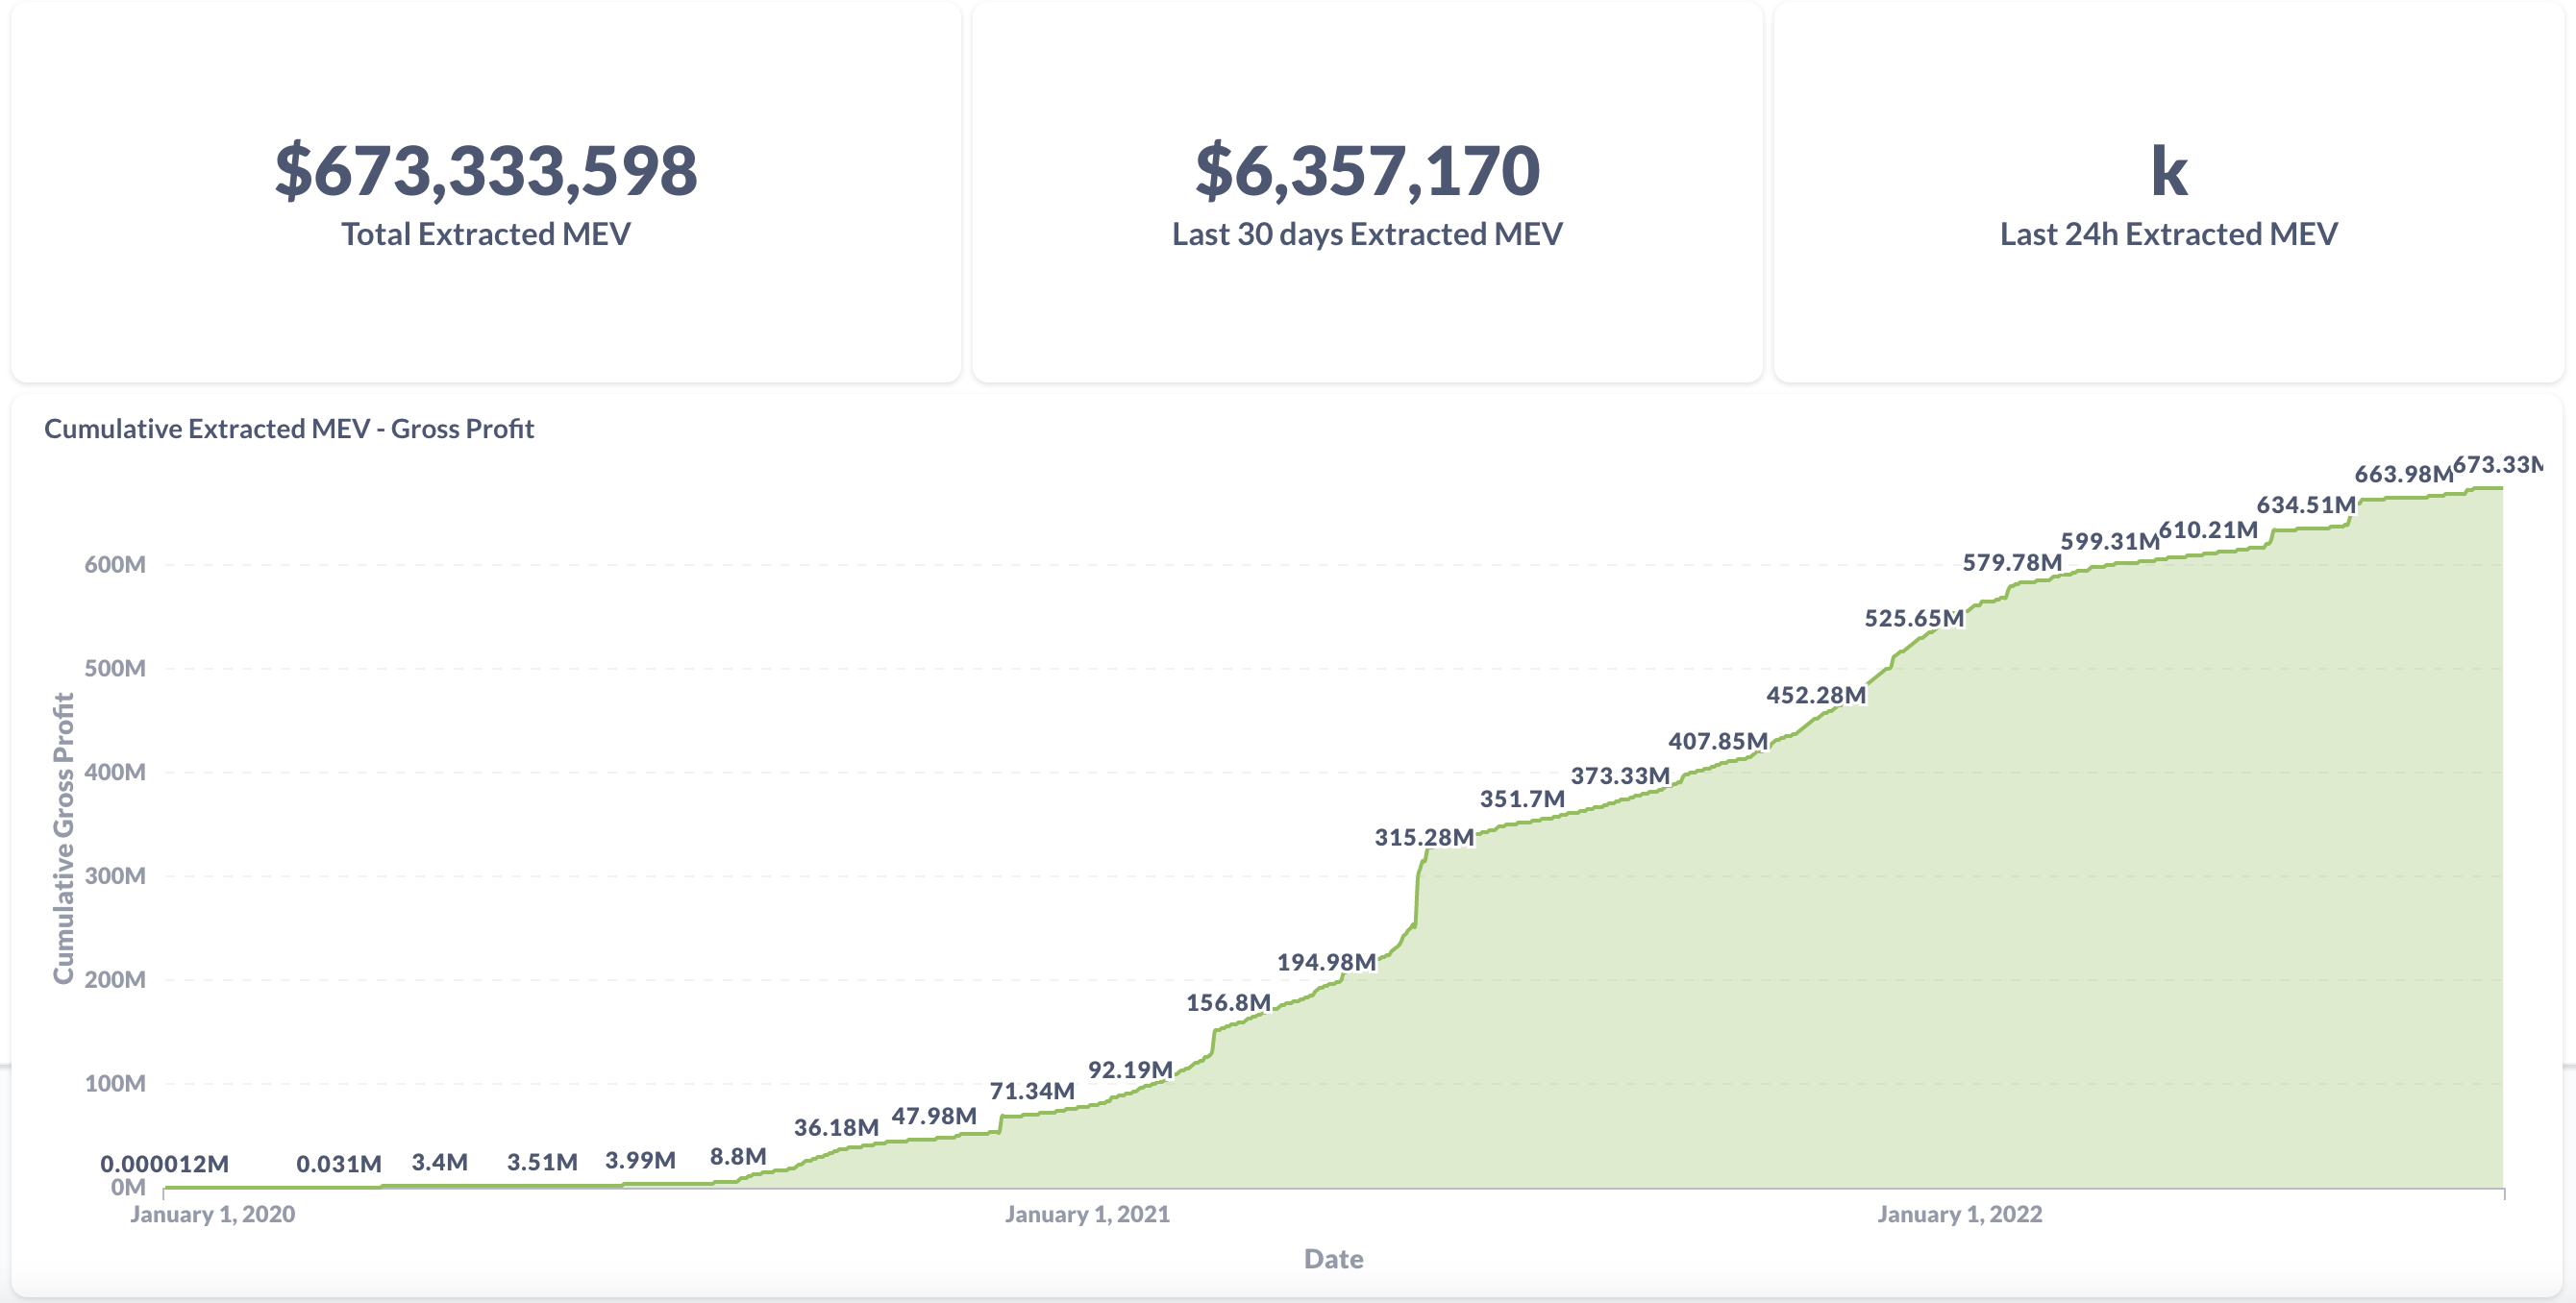 $673,333,598
Total Extracted MEV
$6,357,170
Last 30 days Extracted MEV
k
Last 24h Extracted MEV
Cumulative Extracted MEV - Gross Profit
Cumulative Gross Profit
600M
500M
400M
300M
200M
100M
0M
0.000012M
0.031M
3.4M
3.51M
3.99M
8.8M
36.18M
47.98M
71.34M
92.19M
156.8M
194.98M
315.28M
351.7M
373.33M
407.85M
452.28M
525.65M
579.78M
599.31M
610.21M
634.51M
663.98M
673.33M
January 1, 2020
January 1, 2021
January 1, 2022
Date